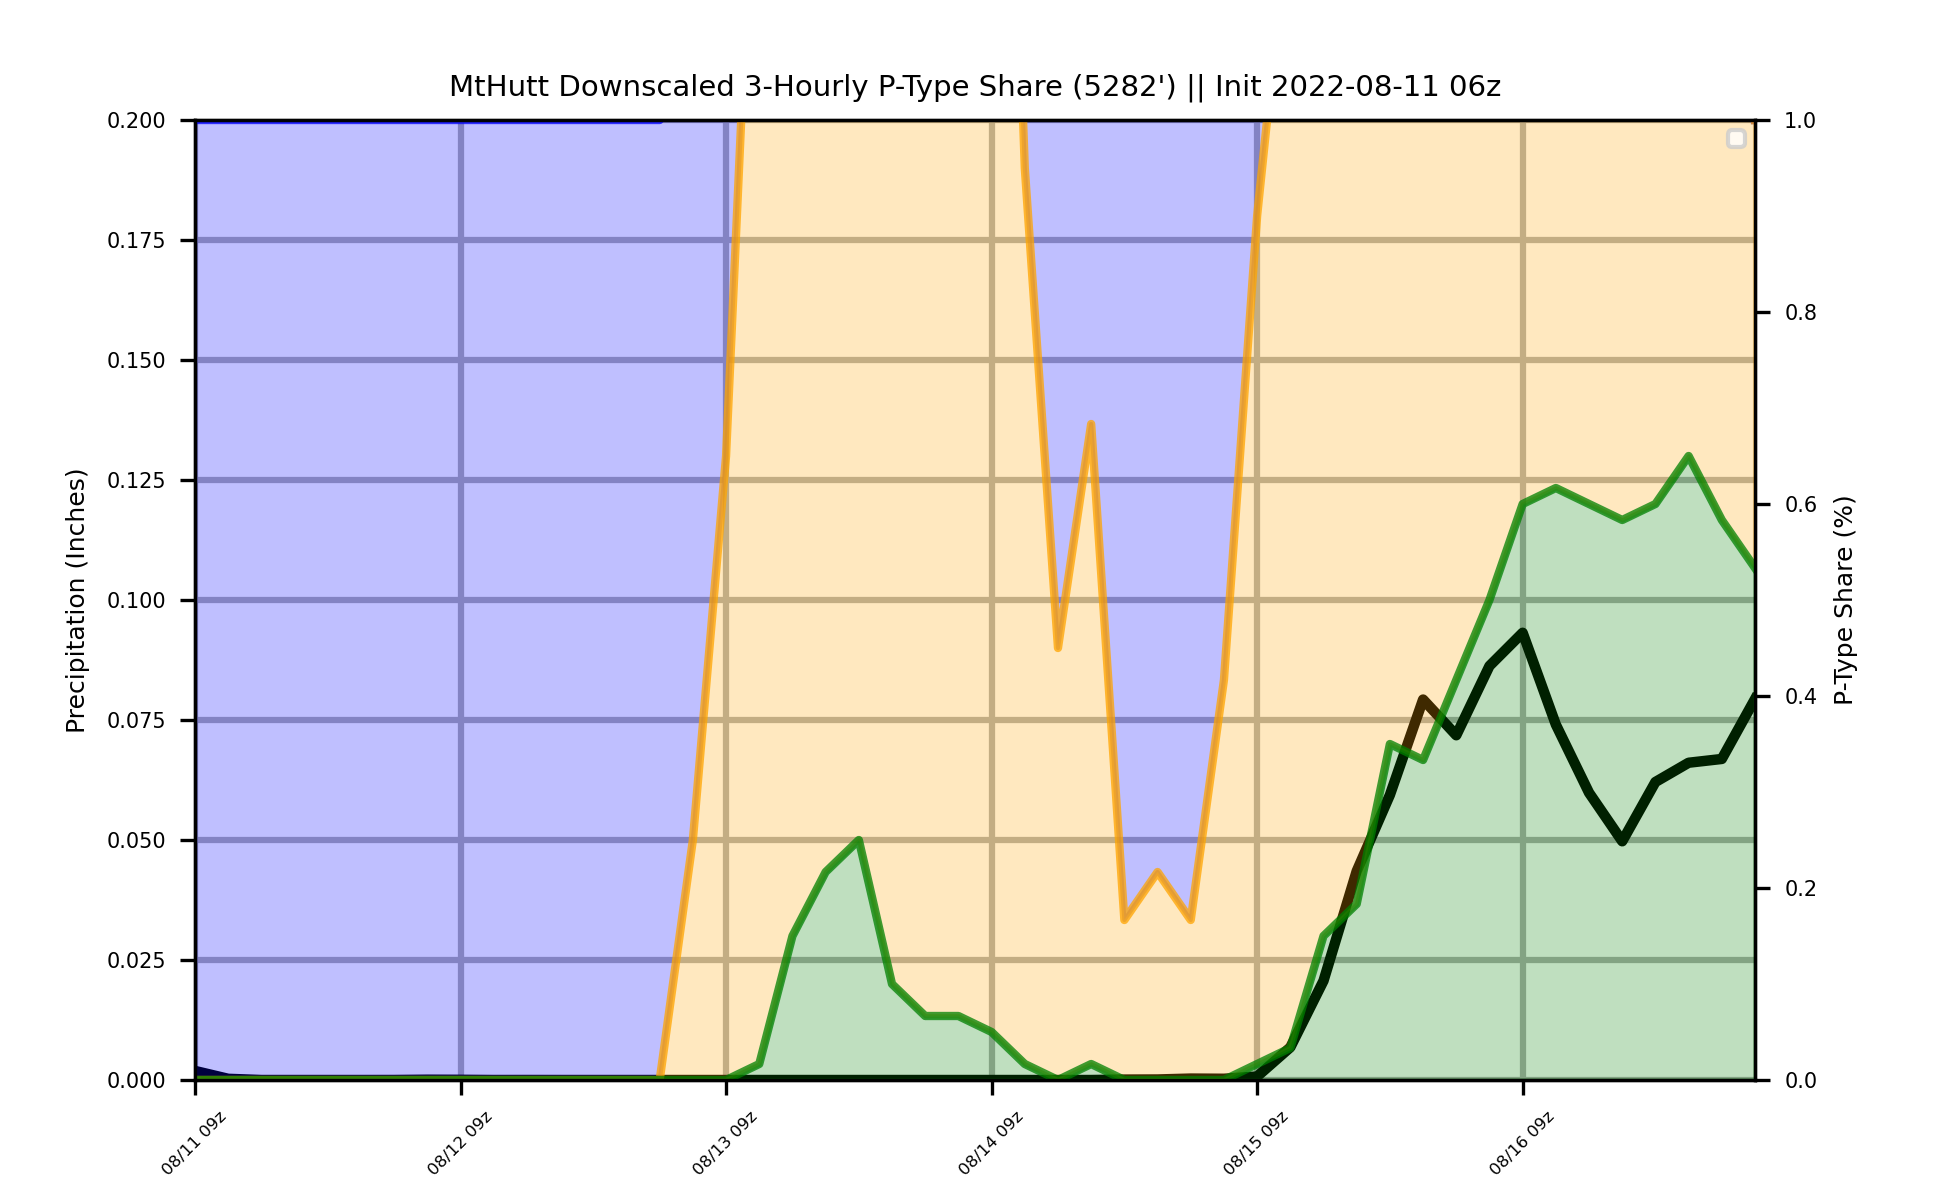 MtHutt Downscaled 3-Hourly P-Type Share (5282') || Init 2022-08-11 06z
0.200
0.175
0.150
0.125
0.100
0.075
0.050
0.025
0.000
Precipitation (Inches)
1.0
0.8
0.6
0.4
0.2
0.0
P-Type Share (%)
08/11 09z
08/12 09z
08/13 09z
08/14 09z
08/15 09z
08/16 09z